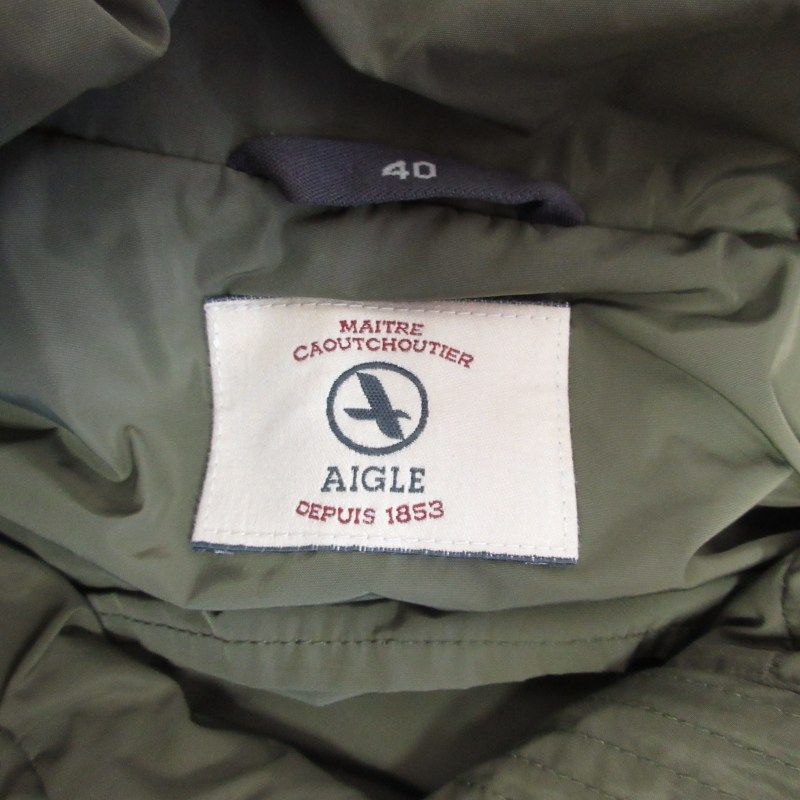 40
MAITRE
CAOUTCHOUTIER
AIGLE
DEPUIS 1853